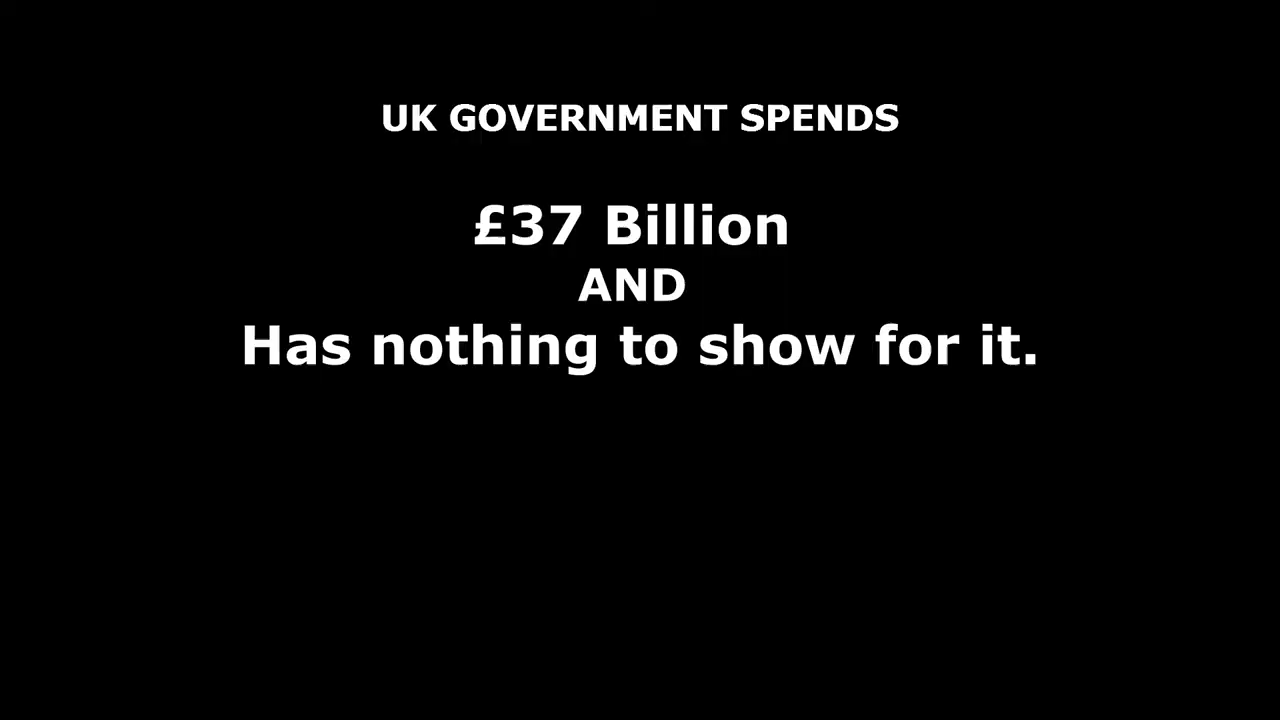 UK GOVERNMENT SPENDS
£37 Billion
AND
Has nothing to show for it.